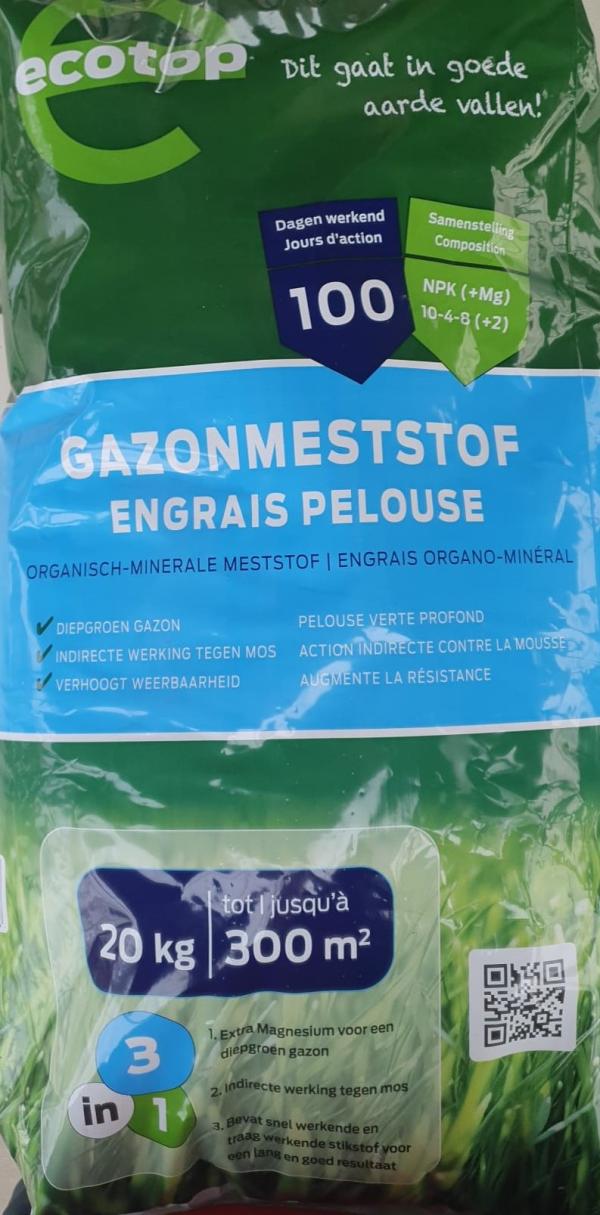 ecotop
Dit gaat in goede
aarde vallen!
Dagen werkend
Jours d'action
100
Samenstelling
Composition
NPK (+Mg)
10-4-8 (+2)
GAZONMESTSTOF
ENGRAIS PELOUSE
ORGANISCH-MINERALE MESTSTOF | ENGRAIS ORGANO-MINÉRAL
DIEPGROEN GAZON
INDIRECTE WERKING TEGEN MOS
VERHOOGT WEERBAARHEID
PELOUSE VERTE PROFOND
ACTION INDIRECTE CONTRE LA MOUSSE
AUGMENTE LA RÉSISTANCE
20 kg
tot | jusqu'à
300 m²
3
in 1
1. Extra Magnesium voor een
diepgroen gazon
2. Indirecte werking tegen mos
3. Bevat snel werkende en
traag werkende stikstof voor
een lang en goed resultaat